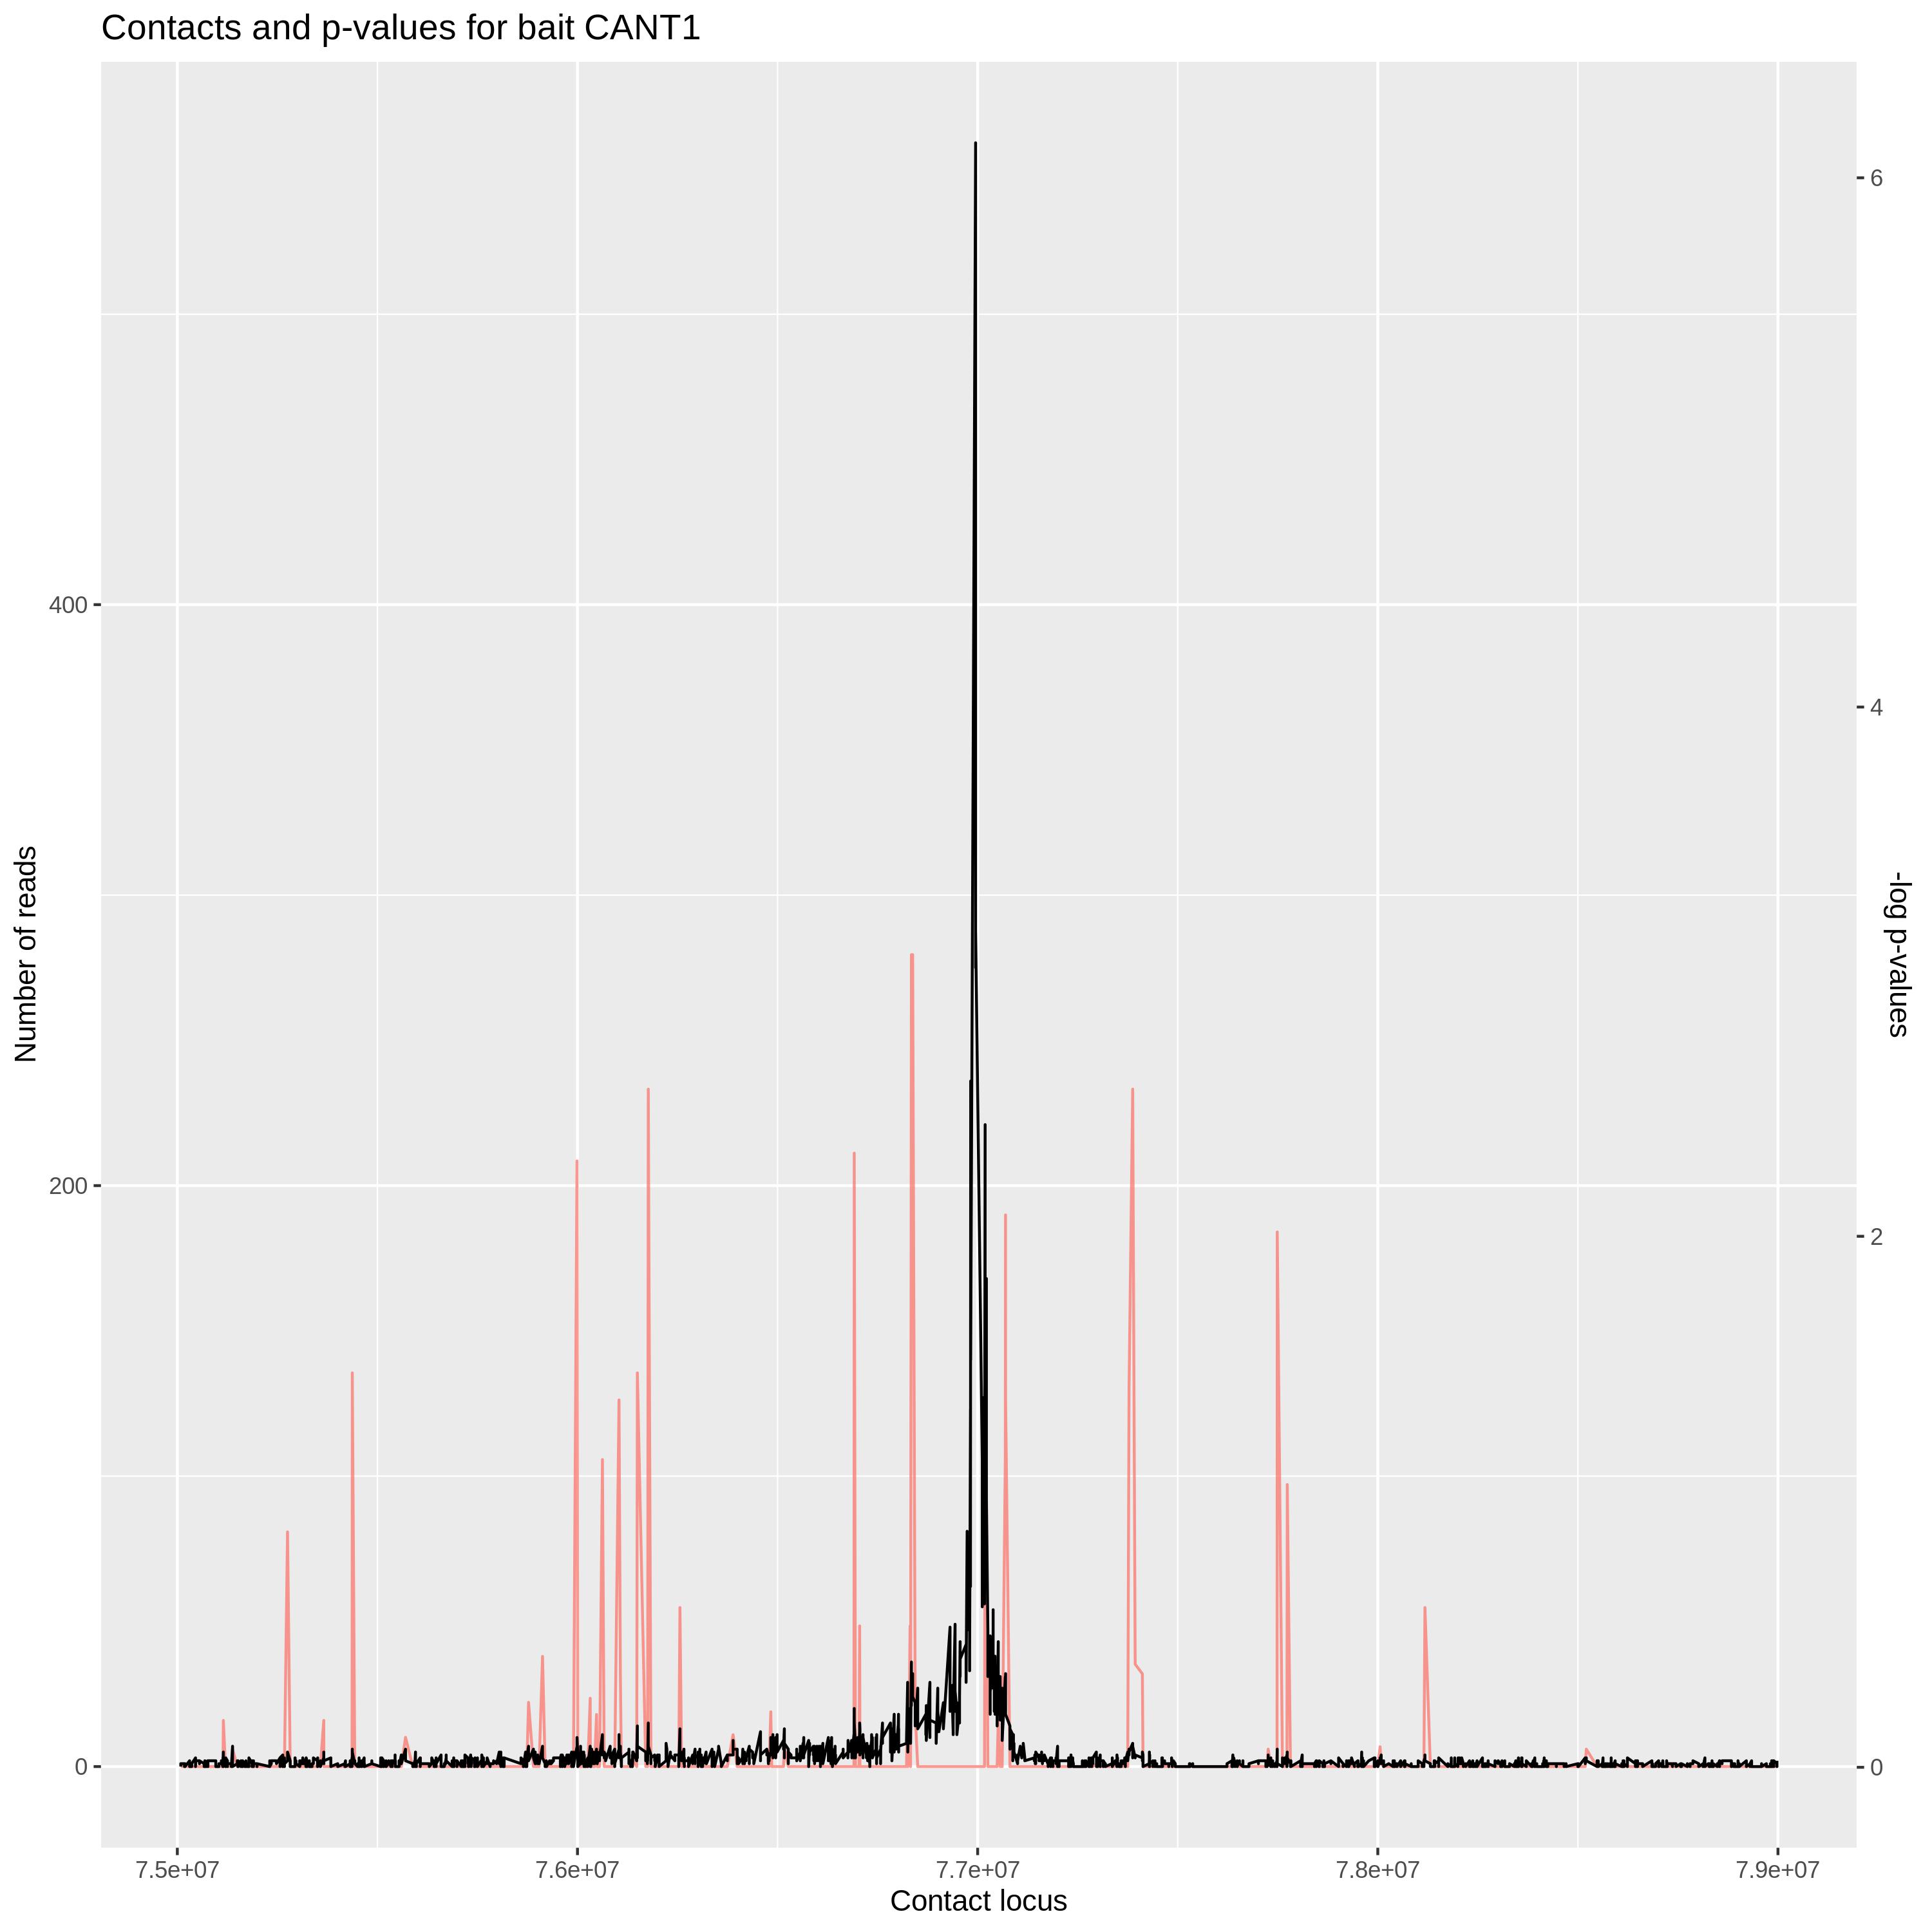 Contacts and p-values for bait CANT1
6
400
4
Number of reads
-log p-values
200
2
0
0
7.5e+07
7.6e+07
7.7e+07
7.8e+07
7.9e+07
Contact locus